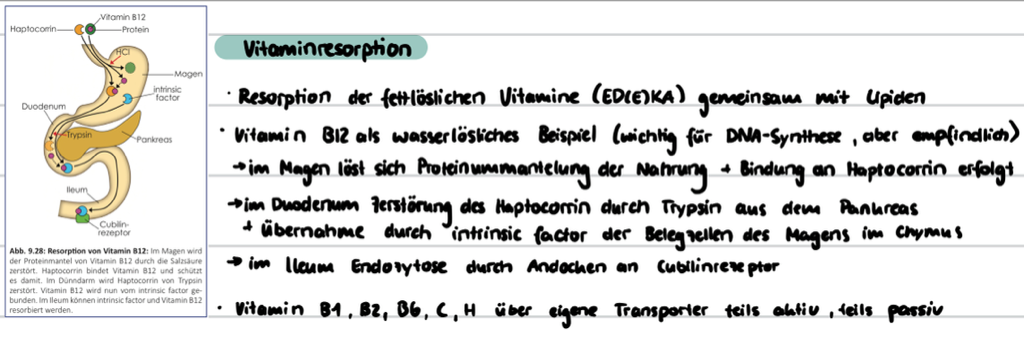 Vitamin B12
Haptocorrin
Protein
HCl
Magen
intrinsic
factor
Duodenum
Trypsin
Pankreas
Ileum
Cubilin-
rezeptor
Abb. 9.28: Resorption von Vitamin B12: Im Magen wird
der Proteinmantel von Vitamin B12 durch die Salzsäure
zerstört. Haptocorrin bindet Vitamin B12 und schützt
es damit. Im Dünndarm wird Haptocorrin von Trypsin
zerstört. Vitamin B12 wird nun vom intrinsic factor ge-
bunden. Im Ileum können intrinsic factor und Vitamin B12
resorbiert werden.
Vitaminresorption
· Resorption der fettlöslichen Vitamine (ED(E)KA) gemeinsam mit Lipiden
· Vitamin B12 als wasserlösliches Beispiel (wichtig für DNA-Synthese, aber empfindlich)
→ im Magen löst sich Proteinummantelung der Nahrung + Bindung an Haptocorrin erfolgt
→ im Duodenum Zerstörung des Haptocorrin durch Trypsin aus dem Pankreas
+ Übernahme durch intrinsic factor der Belegzellen des Magens im Chymus
→ im Ileum Endozytose durch Andocken an Cubilinrezeptor
· Vitamin B1, B2, B6, C, H über eigene Transporter teils aktiv, teils passiv